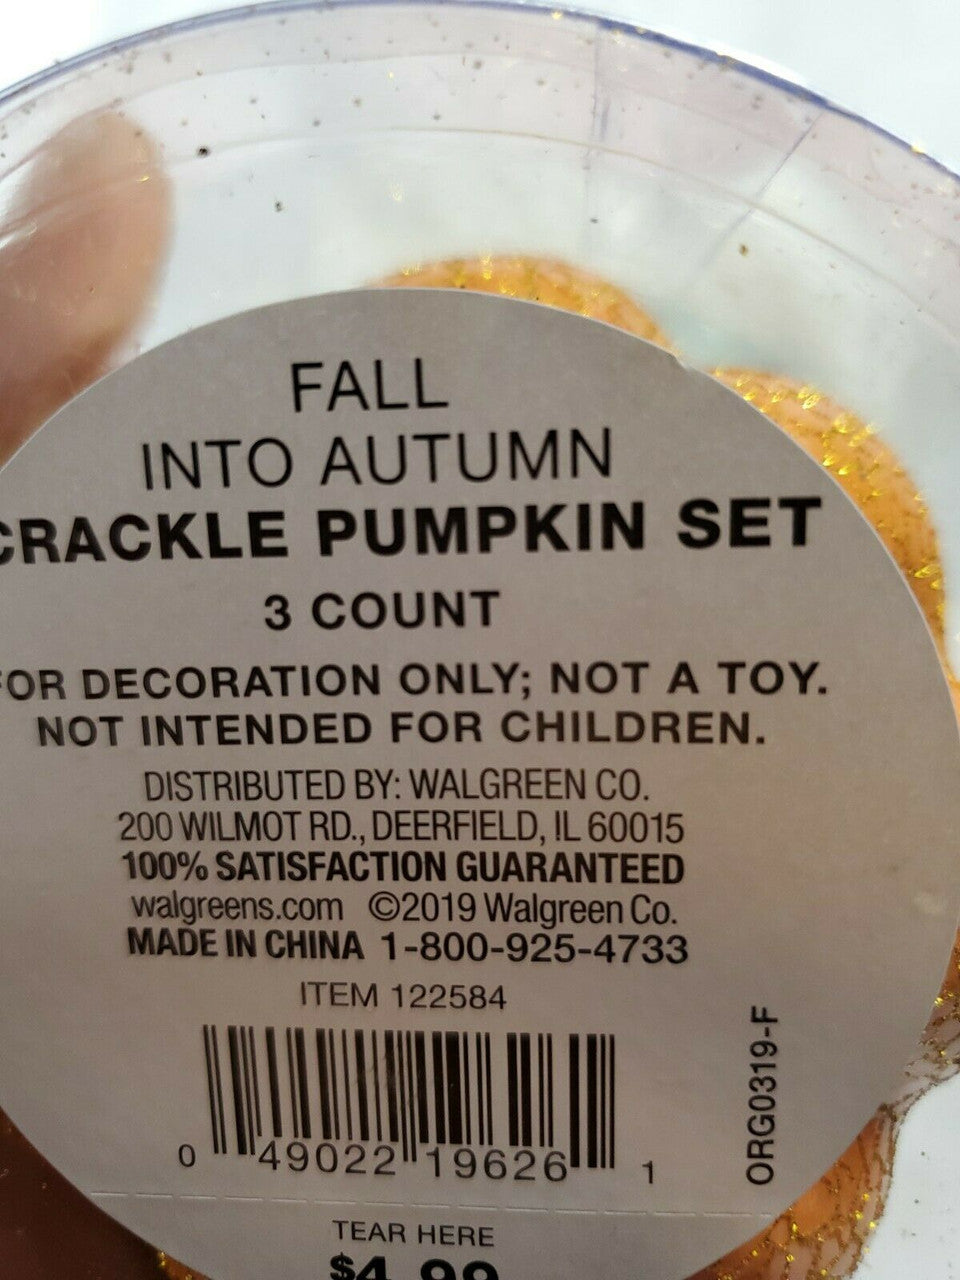 FALL
INTO AUTUMN
CRACKLE PUMPKIN SET
3 COUNT
FOR DECORATION ONLY; NOT A TOY.
NOT INTENDED FOR CHILDREN.
DISTRIBUTED BY: WALGREEN CO.
200 WILMOT RD., DEERFIELD, IL 60015
100% SATISFACTION GUARANTEED
walgreens.com ©2019 Walgreen Co.
MADE IN CHINA 1-800-925-4733
ITEM 122584
ORG0319-F
0 49022 19626 1
TEAR HERE
$4.99